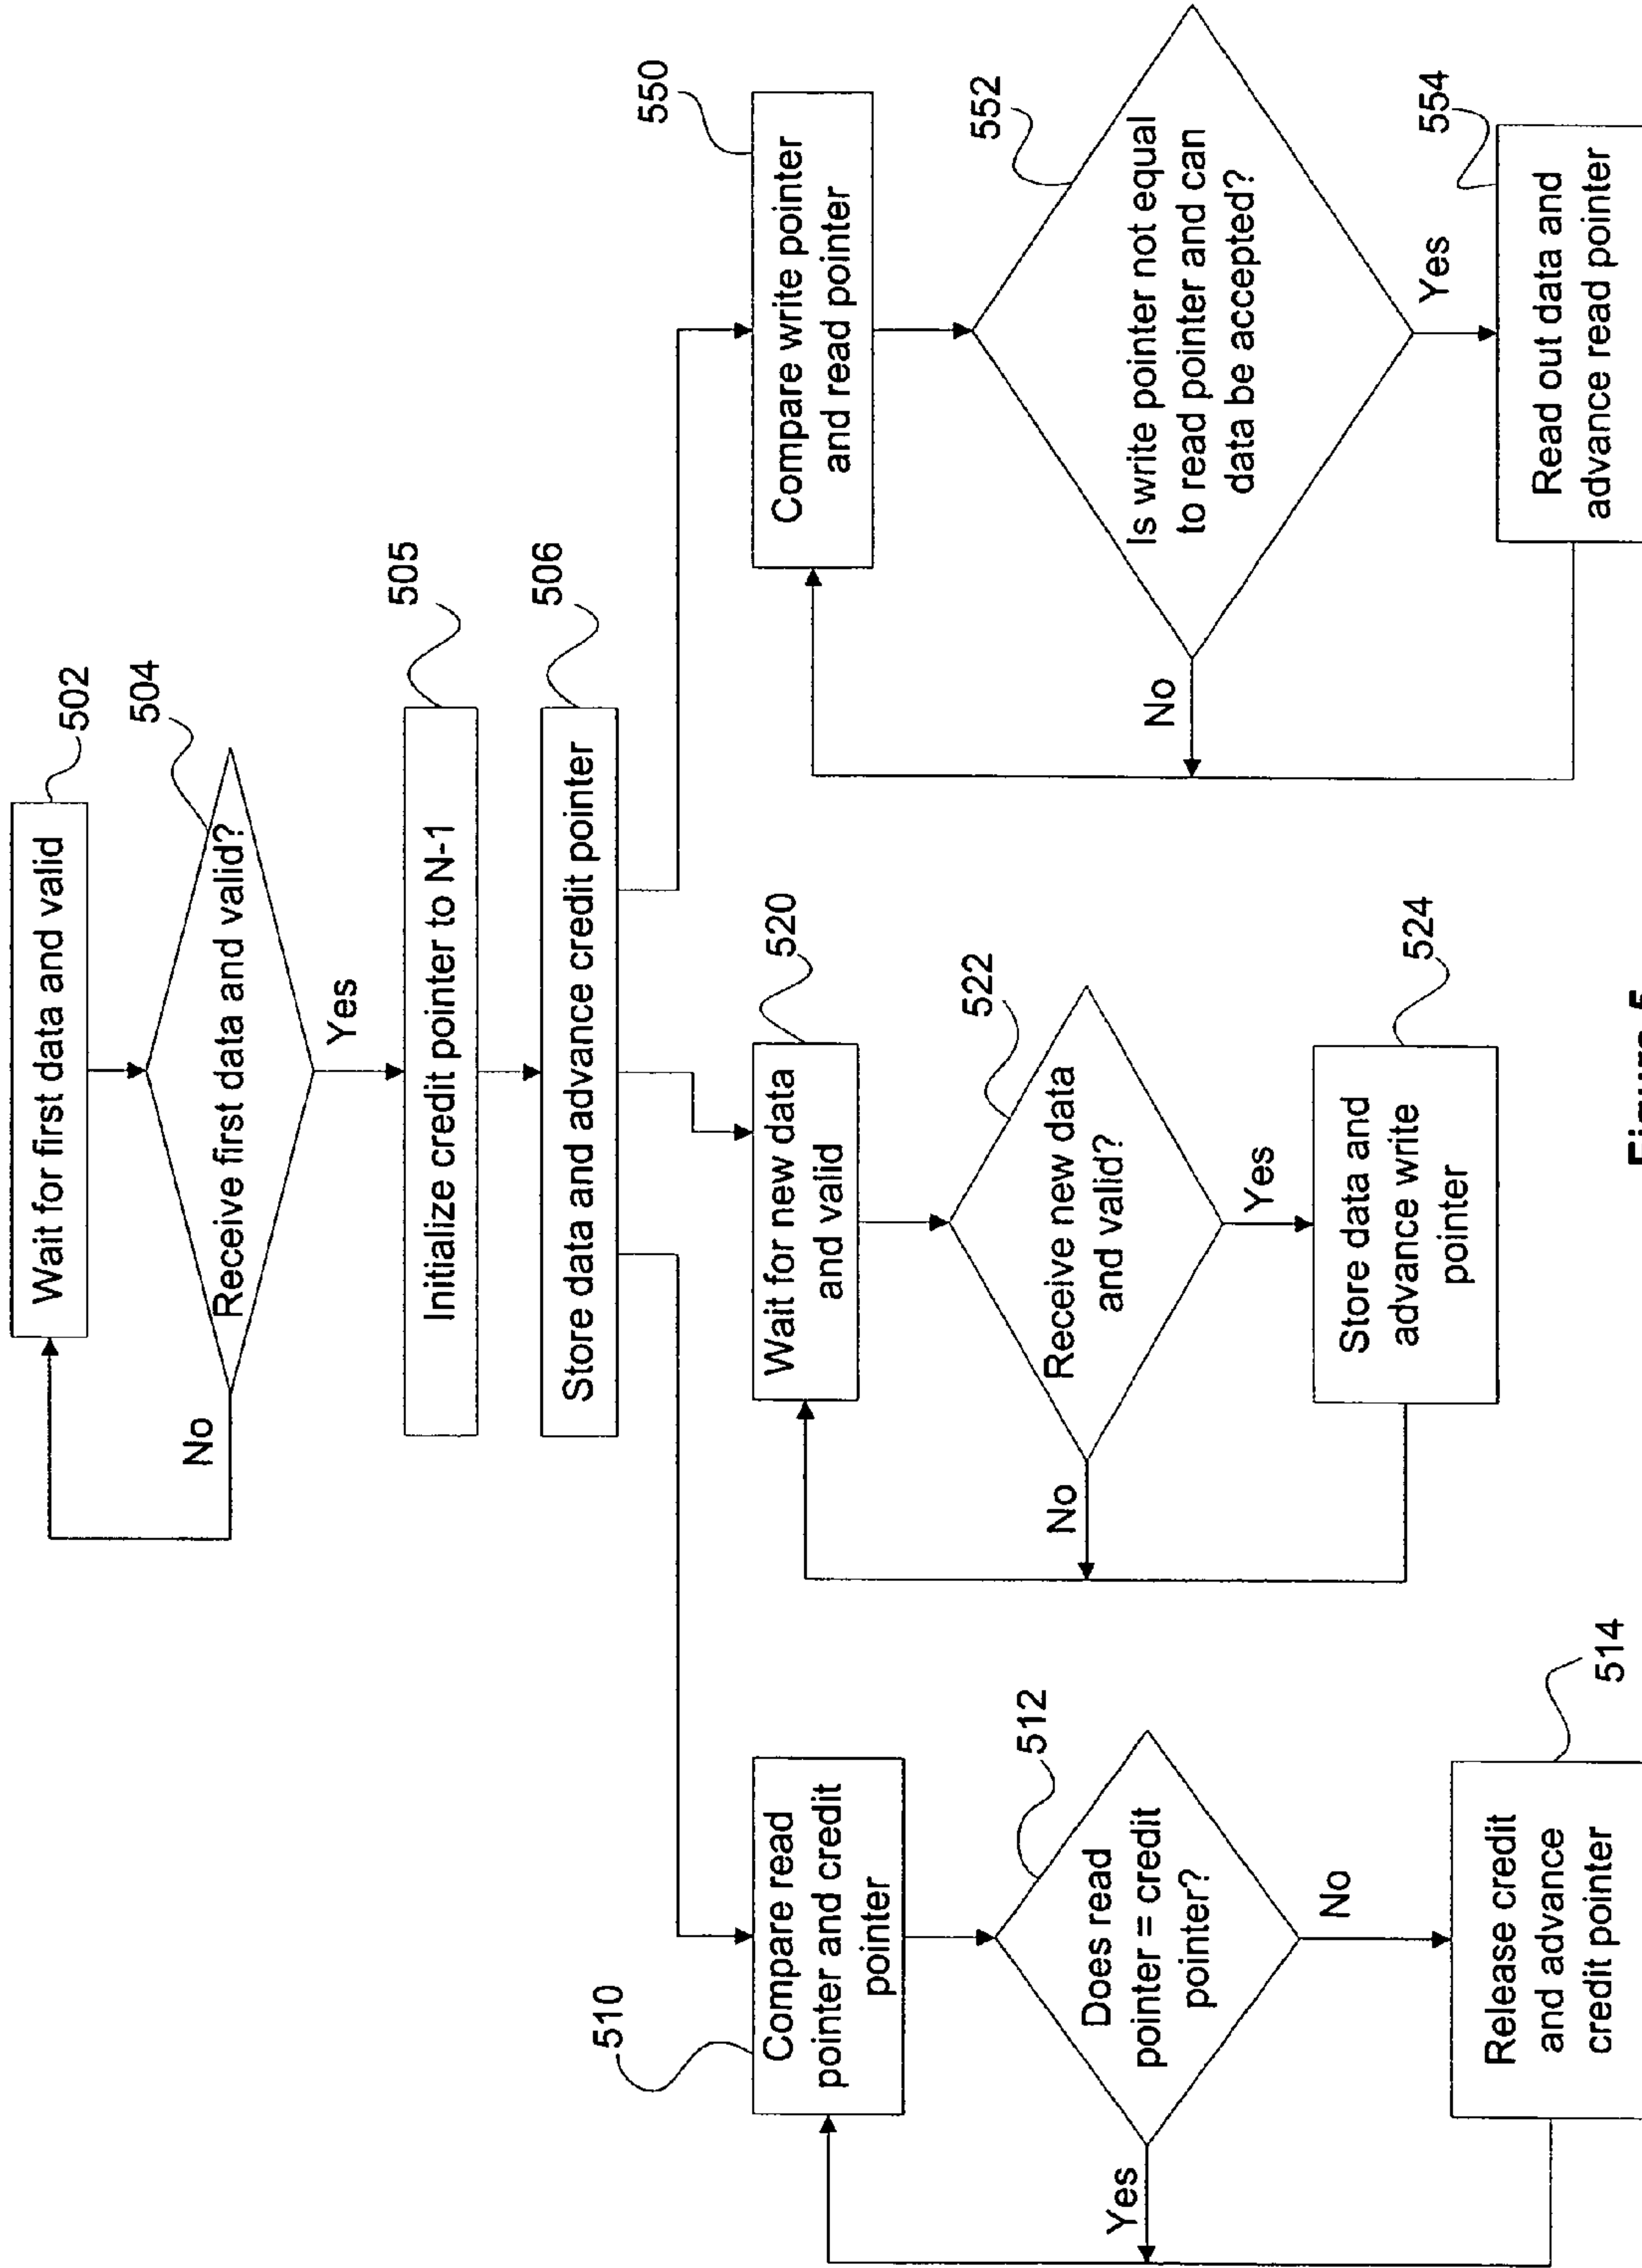 Wait for first data and valid
502
504
Receive first data and valid?
No
Yes
505
Initialize credit pointer to N-1
506
Store data and advance credit pointer
510
Compare read
pointer and credit
pointer
512
Does read
pointer = credit
pointer?
Yes
No
514
Release credit
and advance
credit pointer
520
Wait for new data
and valid
522
Receive new data
and valid?
No
Yes
524
Store data and
advance write
pointer
550
Compare write pointer
and read pointer
552
Is write pointer not equal
to read pointer and can
data be accepted?
No
Yes
554
Read out data and
advance read pointer
Figure 5